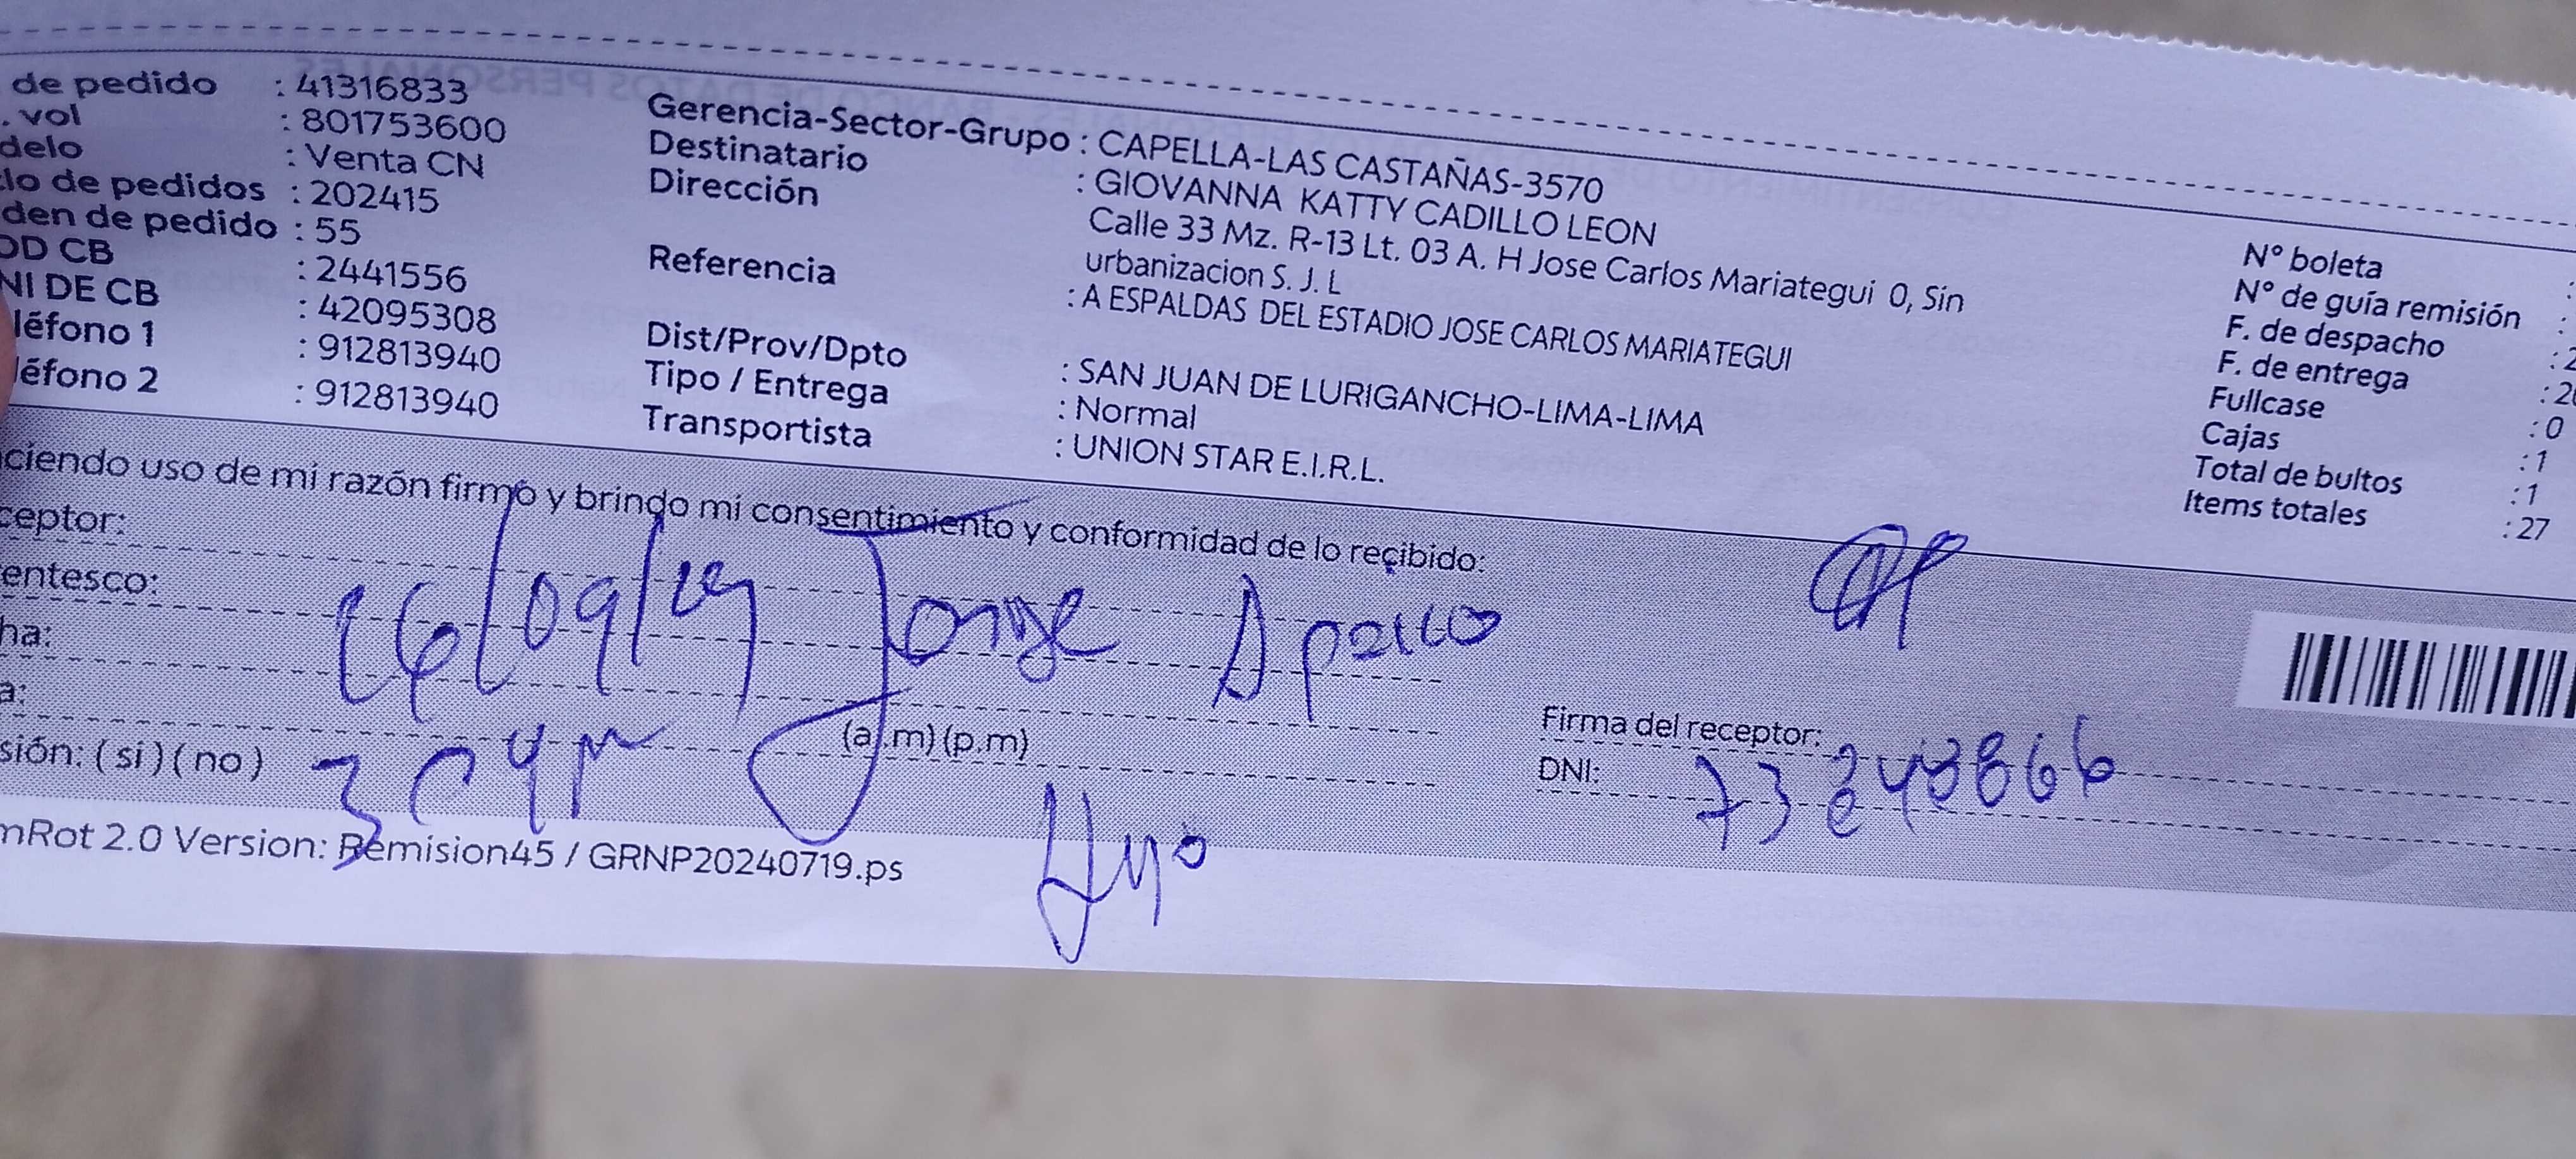 de pedido : 41316833
. vol : 801753600
delo : Venta CN
lo de pedidos : 202415
den de pedido : 55
OD CB : 2441556
NI DE CB : 42095308
léfono 1 : 912813940
léfono 2 : 912813940
Gerencia-Sector-Grupo : CAPELLA-LAS CASTAÑAS-3570
Destinatario : GIOVANNA KATTY CADILLO LEON
Dirección Calle 33 Mz. R-13 Lt. 03 A. H Jose Carlos Mariategui 0, Sin
urbanizacion S. J. L
Referencia : A ESPALDAS DEL ESTADIO JOSE CARLOS MARIATEGUI
Dist/Prov/Dpto : SAN JUAN DE LURIGANCHO-LIMA-LIMA
Tipo / Entrega : Normal
Transportista : UNION STAR E.I.R.L.
N° boleta :
N° de guía remisión :
F. de despacho : 2
F. de entrega : 20
Fullcase : 0
Cajas : 1
Total de bultos : 1
Items totales : 27
ciendo uso de mi razón firmo y brindo mi consentimiento y conformidad de lo recibido:
ceptor:
entesco:
ha:
Jorge
a: (a.m) (p.m)
sión: ( si ) ( no )
Firma del receptor:
DNI:
mRot 2.0 Version: Remision45 / GRNP20240719.ps